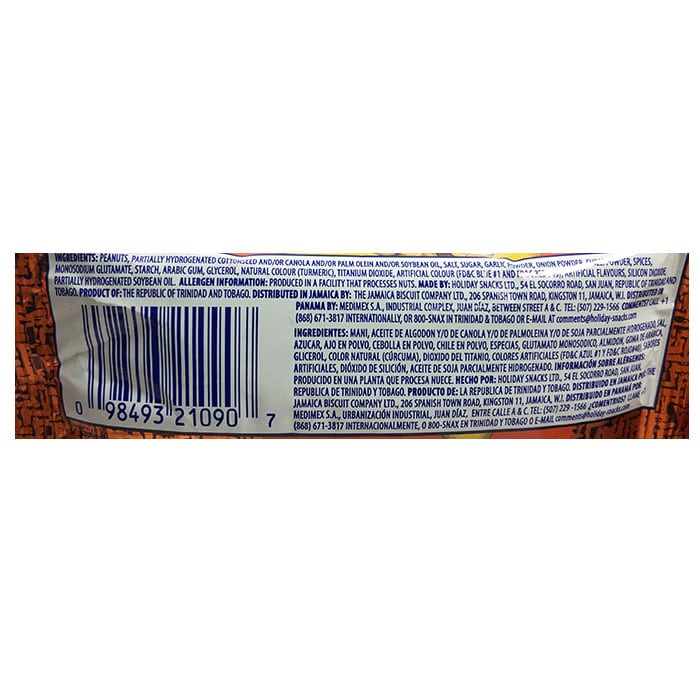 INGREDIENTS: PEANUTS, PARTIALLY HYDROGENATED COTTONSEED AND/OR CANOLA AND/OR PALM OLEIN AND/OR SOYBEAN OIL, SALT, SUGAR, GARLIC POWDER, ONION POWDER, POWDER, SPICES,
MONOSODIUM GLUTAMATE, STARCH, ARABIC GUM, GLYCEROL, NATURAL COLOUR (TURMERIC), TITANIUM DIOXIDE, ARTIFICIAL COLOUR (FD&C BLUE #1 AND ARTIFICIAL FLAVOURS, SILICON DIOXIDE
PARTIALLY HYDROGENATED SOYBEAN OIL. ALLERGEN INFORMATION: PRODUCED IN A FACILITY THAT PROCESSES NUTS. MADE BY: HOLIDAY SNACKS LTD., 54 EL SOCORRO ROAD, SAN JUAN, REPUBLIC OF TRINIDAD AND
TOBAGO. PRODUCT OF: THE REPUBLIC OF TRINIDAD AND TOBAGO. DISTRIBUTED IN JAMAICA BY: THE JAMAICA BISCUIT COMPANY LTD., 206 SPANISH TOWN ROAD, KINGSTON 11, JAMAICA, W.I. DISTRIBUTED IN
PANAMA BY: MEDIMEX S.A., INDUSTRIAL COMPLEX, JUAN DÍAZ, BETWEEN STREET A & C. TEL: (507) 229-1566 COMMENTS? CALL +1
(868) 671-3817 INTERNATIONALLY, OR 800-SNAX IN TRINIDAD & TOBAGO OR E-MAIL AT comments@holiday-snacks.com
INGREDIENTES: MANI, ACEITE DE ALGODON Y/O DE CANOLA Y/O DE PALMOLEINA Y/O DE SOJA PARCIALMENTE HIDROGENADO, SAL,
AZUCAR, AJO EN POLVO, CEBOLLA EN POLVO, CHILE EN POLVO, ESPECIAS, GLUTAMATO MONOSODICO, ALMIDON, GOMA DE ARABICA,
GLICEROL, COLOR NATURAL (CÚRCUMA), DIOXIDO DEL TITANIO, COLORES ARTIFICIALES (FD&C AZUL #1 Y FD&C ROJO#40), SABORES
ARTIFICIALES, DIÓXIDO DE SILICIÓN, ACEITE DE SOJA PARCIALMENTE HIDROGENADO. INFORMACIÓN SOBRE ALÉRGENOS:
PRODUCIDO EN UNA PLANTA QUE PROCESA NUECE. HECHO POR: HOLIDAY SNACKS LTD., 54 EL SOCORRO ROAD, SAN JUAN,
REPUBLICA DE TRINIDAD Y TOBAGO. PRODUCTO DE: LA REPUBLICA DE TRINIDAD Y TOBAGO. DISTRIBUIDO EN JAMAICA POR: THE
JAMAICA BISCUIT COMPANY LTD., 206 SPANISH TOWN ROAD, KINGSTON 11, JAMAICA, W.I. DISTRIBUIDO EN PANAMA POR:
MEDIMEX S.A., URBANIZACIÓN INDUSTRIAL, JUAN DÍAZ, ENTRE CALLE A & C. TEL: (507) 229-1566 ¿COMENTARIOS? LLAME +1
(868) 671-3817 INTERNACIONALMENTE, O 800-SNAX EN TRINIDAD Y TOBAGO O E-MAIL AT comments@holiday-snacks.com
0 98493 21090 7